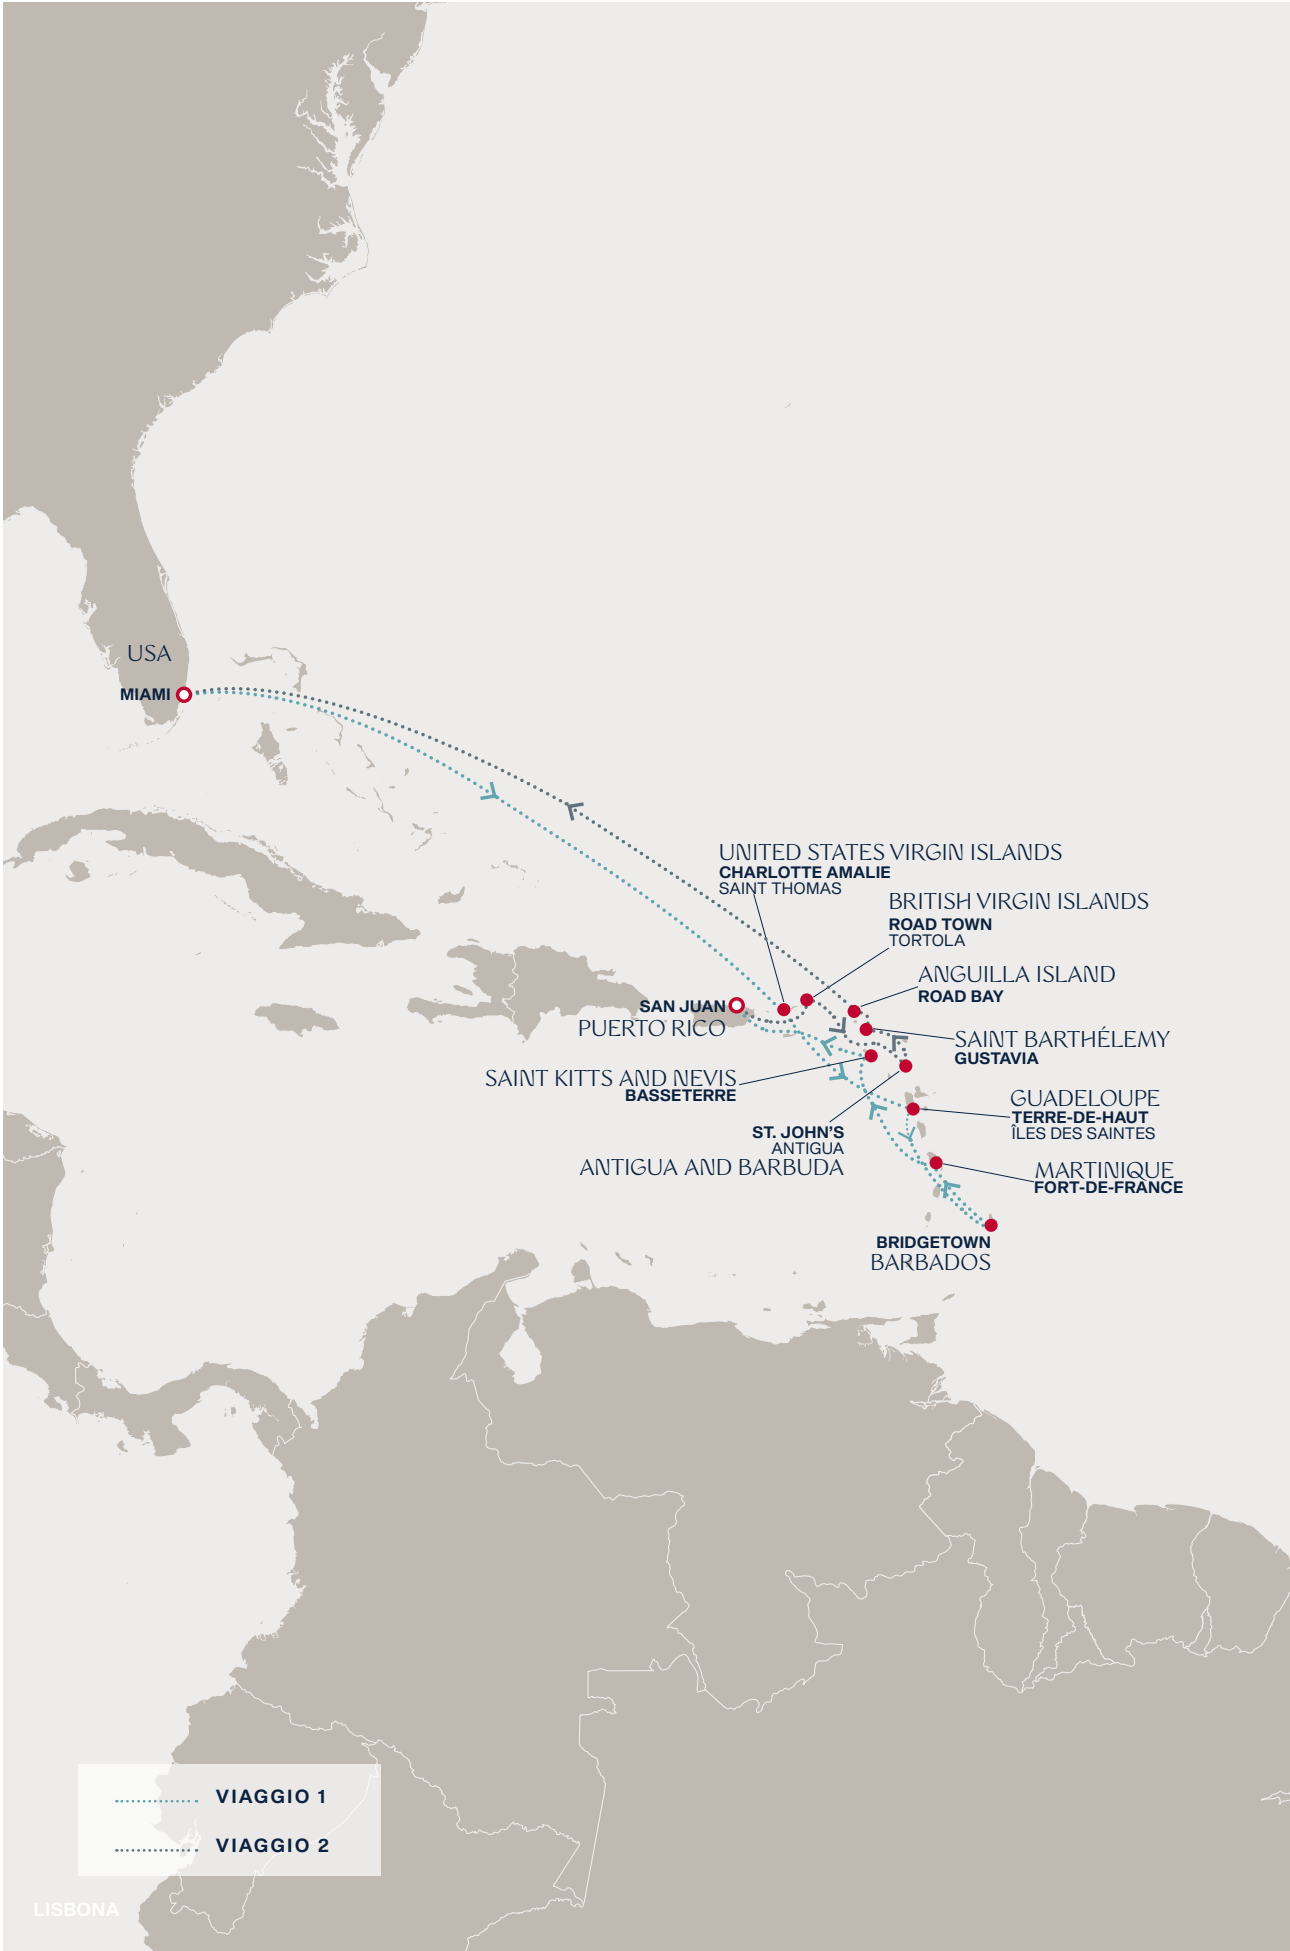 USA
MIAMI
UNITED STATES VIRGIN ISLANDS
CHARLOTTE AMALIE
SAINT THOMAS
BRITISH VIRGIN ISLANDS
ROAD TOWN
TORTOLA
ANGUILLA ISLAND
ROAD BAY
SAN JUAN
PUERTO RICO
SAINT BARTHÉLEMY
GUSTAVIA
SAINT KITTS AND NEVIS
BASSETERRE
GUADELOUPE
TERRE-DE-HAUT
ÎLES DES SAINTES
ST. JOHN'S
ANTIGUA
ANTIGUA AND BARBUDA
MARTINIQUE
FORT-DE-FRANCE
BRIDGETOWN
BARBADOS
VIAGGIO 1
VIAGGIO 2
LISBONA